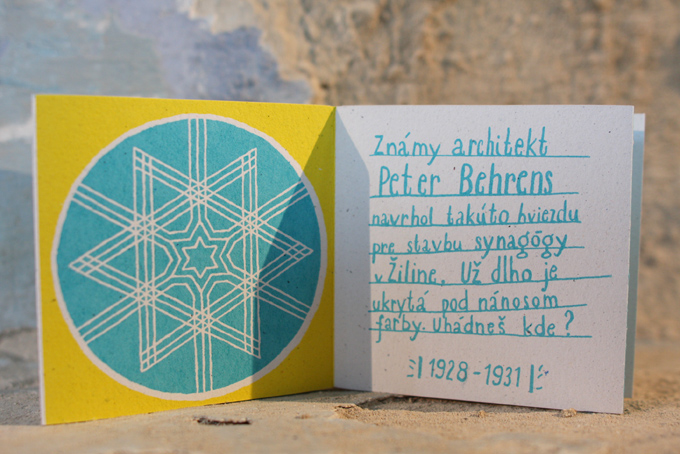 Známy architekt
Peter Behrens
navrhol takúto hviezdu
pre stavbu synagōgy
v Žiline. Už dlho je
ukrytá pod nánosom
farby. Uhádneš kde?
1928-1931